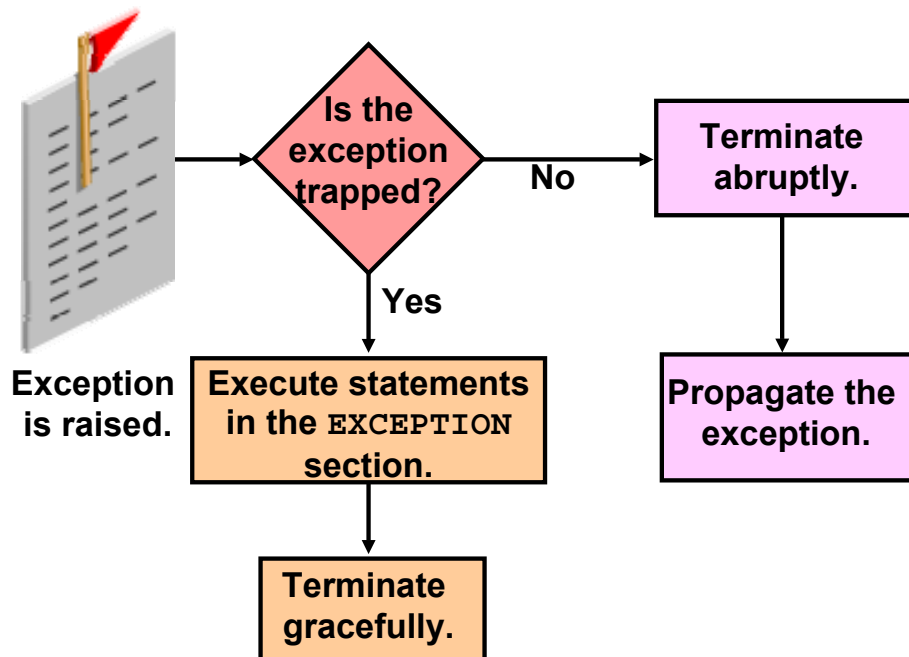 Exception
is raised.
Is the
exception
trapped?
No
Terminate
abruptly.
Propagate the
exception.
Yes
Execute statements
in the EXCEPTION
section.
Terminate
gracefully.